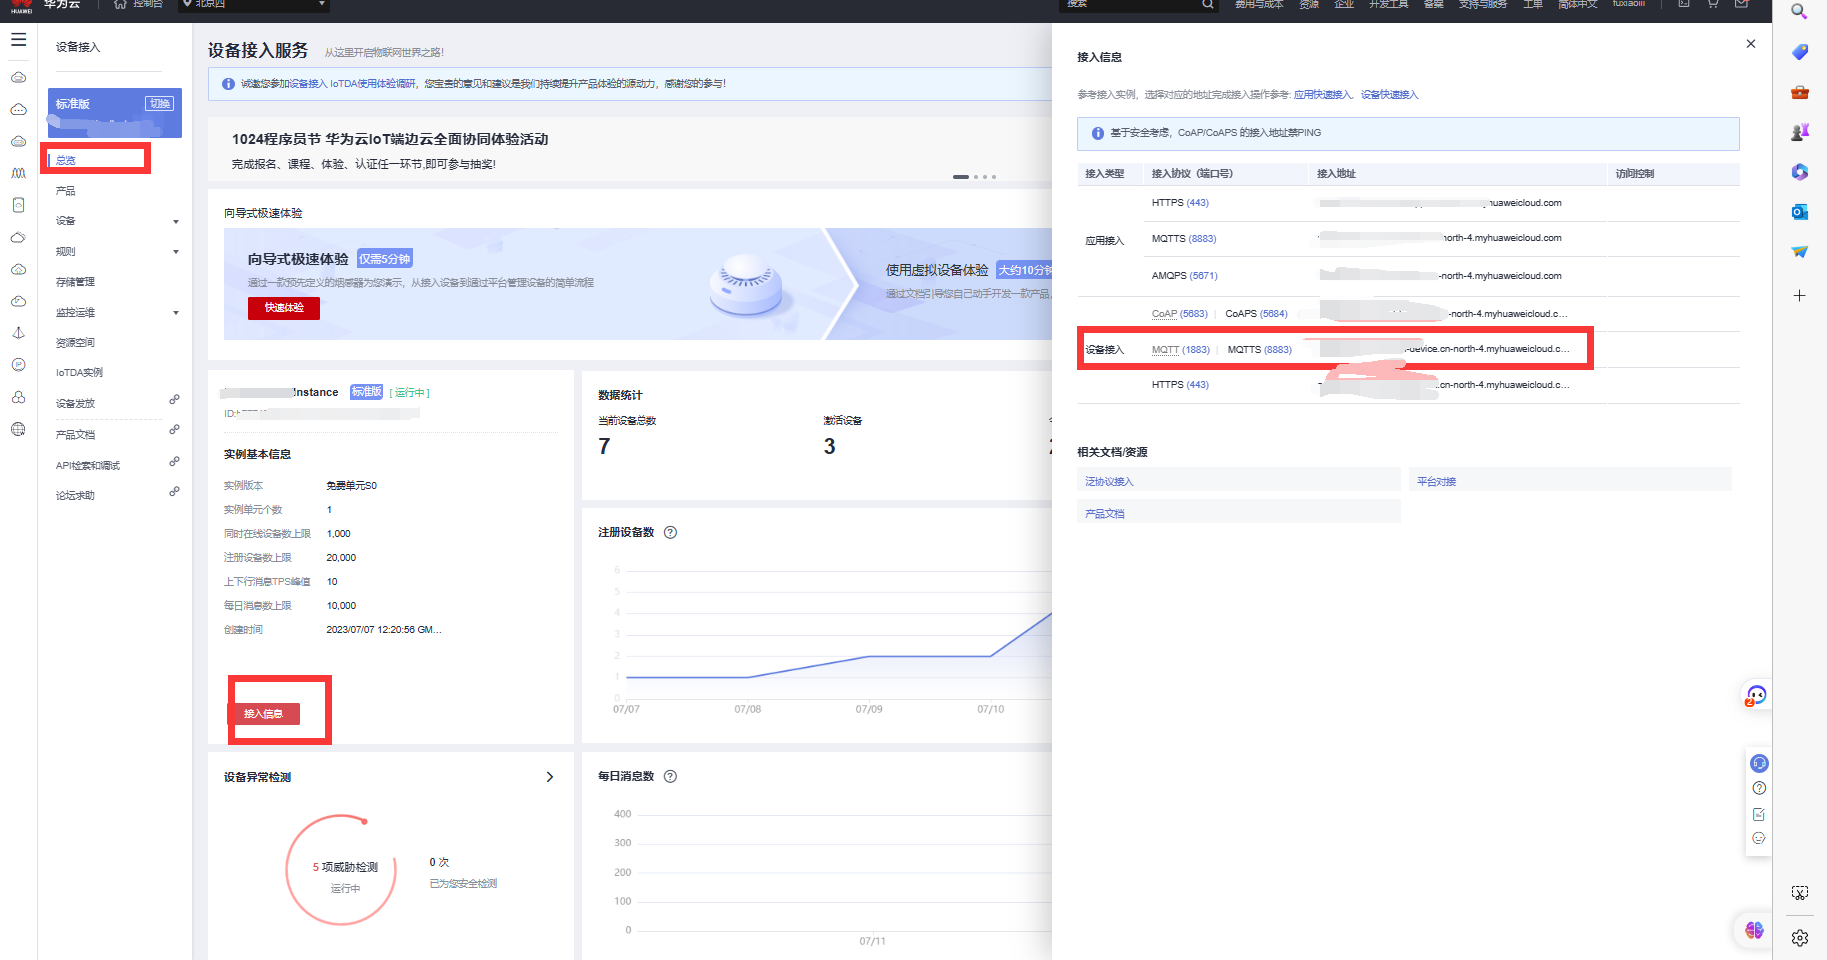 HUAWEI
华为云
控制台
北京四
搜索
费用与成本
资源
企业
开发工具
备案
支持与服务
工单
简体中文
fuxiaoiii
设备接入
标准版
切换
总览
产品
设备
规则
存储管理
监控运维
资源空间
IoTDA实例
设备发放
产品文档
API检索和调试
论坛求助
设备接入服务 从这里开启物联网世界之路!
诚邀您参加设备接入 IoTDA使用体验调研，您宝贵的意见和建议是我们持续提升产品体验的源动力，感谢您的参与!
1024程序员节 华为云IoT端边云全面协同体验活动
完成报名、课程、体验、认证任一环节,即可参与抽奖!
向导式极速体验
向导式极速体验 仅需5分钟
通过一款预先定义的烟感器为您演示，从接入设备到通过平台管理设备的简单流程
快速体验
使用虚拟设备体验 大约10分钟
通过文档引导您自己动手开发一款产品,
Instance 标准版 [ 运行中 ]
ID:
实例基本信息
实例版本 免费单元S0
实例单元个数 1
同时在线设备数上限 1,000
注册设备数上限 20,000
上下行消息TPS峰值 10
每日消息数上限 10,000
创建时间 2023/07/07 12:20:56 GM...
接入信息
数据统计
当前设备总数 激活设备
7 3
注册设备数
6
5
4
3
2
1
0
07/07 07/08 07/09 07/10
设备异常检测
5 项威胁检测
运行中
0 次
已为您安全检测
每日消息数
400
300
200
100
0
07/11
接入信息
参考接入实例，选择对应的地址完成接入操作参考: 应用快速接入, 设备快速接入
基于安全考虑，CoAP/CoAPS 的接入地址禁PING
接入类型 接入协议（端口号） 接入地址 访问控制
应用接入
HTTPS (443) myhuaweicloud.com
MQTTS (8883) north-4.myhuaweicloud.com
AMQPS (5671) -north-4.myhuaweicloud.com
设备接入
CoAP (5683) CoAPS (5684) -north-4.myhuaweicloud.c...
MQTT (1883) MQTTS (8883) -device.cn-north-4.myhuaweicloud.c...
HTTPS (443) .cn-north-4.myhuaweicloud.c...
相关文档/资源
泛协议接入 平台对接
产品文档
2